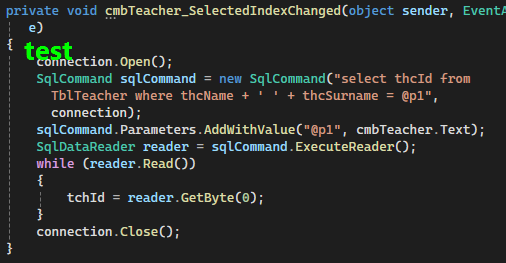 private void cmbTeacher_SelectedIndexChanged(object sender, EventA
e)
{
test
connection.Open();
SqlCommand sqlCommand = new SqlCommand("select thcId from
TblTeacher where thcName + ' ' + thcSurname = @p1",
connection);
sqlCommand.Parameters.AddWithValue("@p1", cmbTeacher.Text);
SqlDataReader reader = sqlCommand.ExecuteReader();
while (reader.Read())
{
tchId = reader.GetByte(0);
}
connection.Close();
}